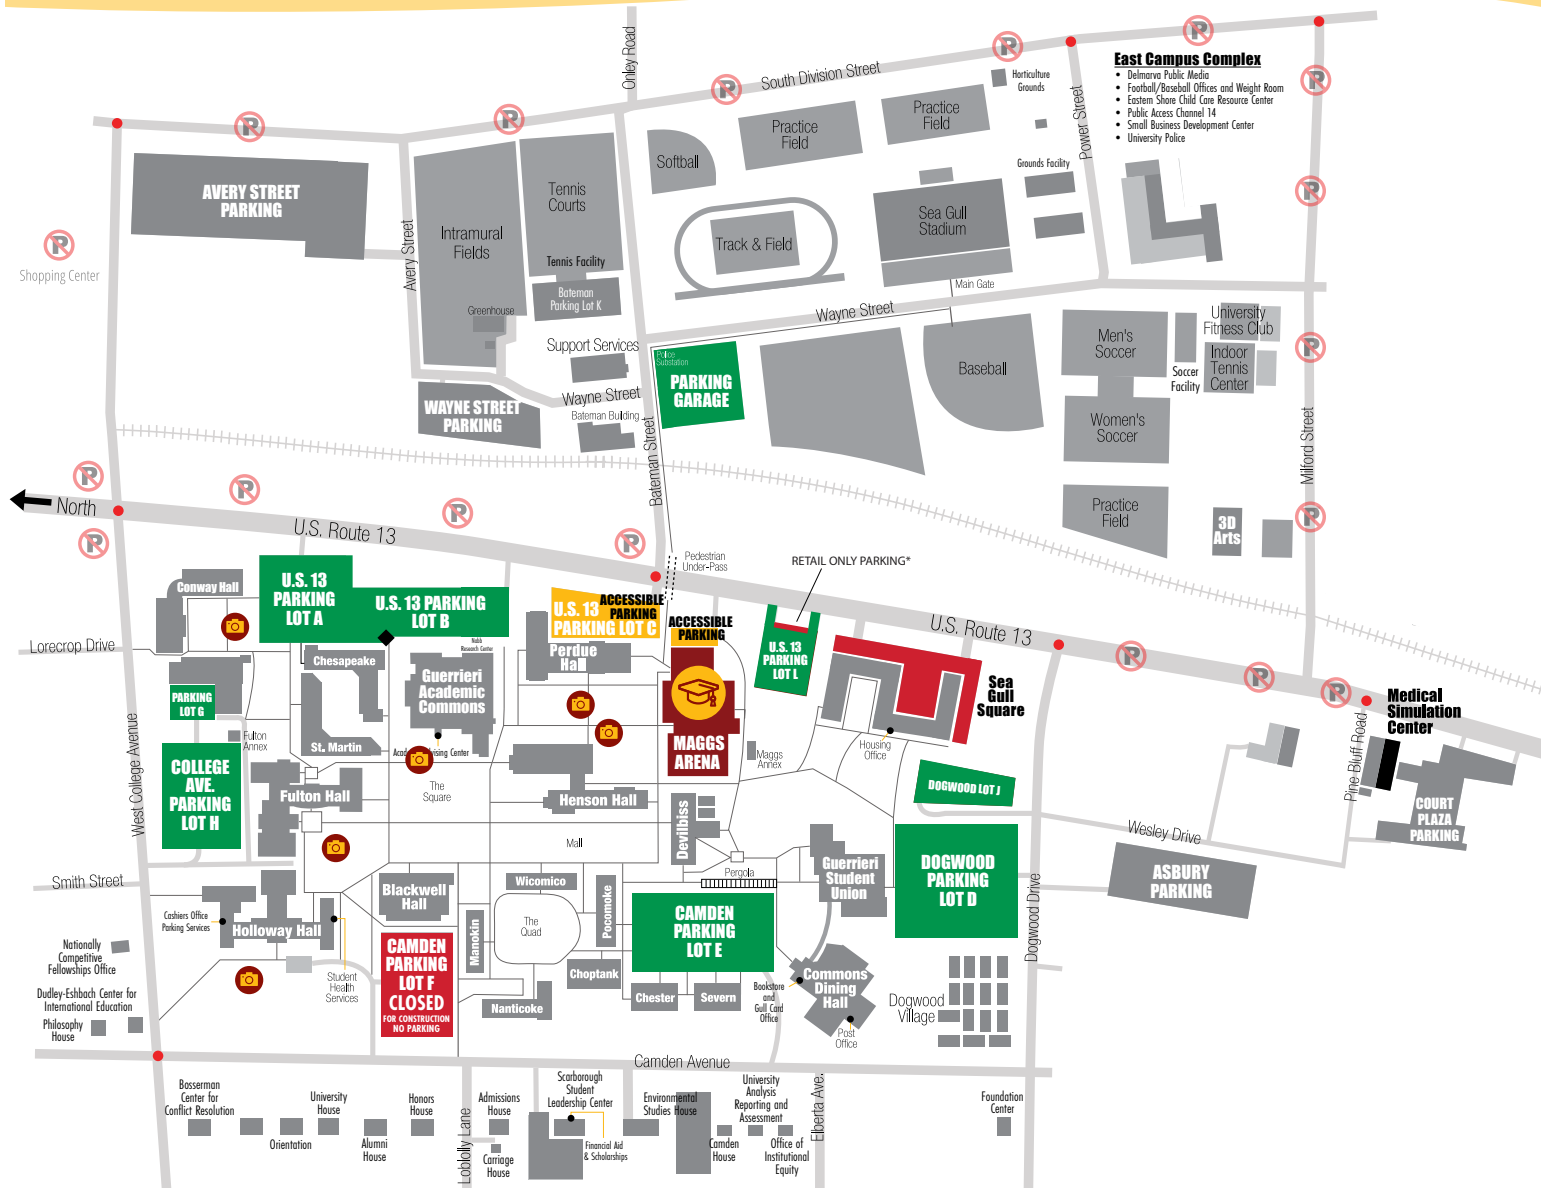 Onley Road
South Division Street
Horticulture
Grounds
East Campus Complex
• Delmarva Public Media
• Football/Baseball Offices and Weight Room
• Eastern Shore Child Care Resource Center
• Public Access Channel 14
• Small Business Development Center
• University Police
Power Street
Practice
Field
Practice
Field
Softball
AVERY STREET
PARKING
Tennis
Courts
Intramural
Fields
Avery Street
Grounds Facility
Sea Gull
Stadium
Track & Field
Shopping Center
Tennis Facility
Bateman
Parking Lot K
Greenhouse
Main Gate
Wayne Street
University
Fitness Club
Men's
Soccer
Indoor
Tennis
Center
Soccer
Facility
Support Services
Police
Substation
PARKING
GARAGE
Baseball
Wayne Street
WAYNE STREET
PARKING
Bateman Building
Bateman Street
Women's
Soccer
Milford Street
Practice
Field
3D
Arts
North
U.S. Route 13
Pedestrian
Under-Pass
RETAIL ONLY PARKING*
Conway Hall
U.S. 13
PARKING
LOT A
U.S. 13 PARKING
LOT B
U.S. 13
PARKING LOT C
ACCESSIBLE
PARKING
ACCESSIBLE
PARKING
U.S. 13
PARKING
LOT L
U.S. Route 13
Lorecrop Drive
Chesapeake
Nabb
Research Center
Guerrieri
Academic
Commons
Perdue
Hall
Sea
Gull
Square
Medical
Simulation
Center
PARKING
LOT G
Fulton
Annex
St. Martin
Academic Advising Center
MAGGS
ARENA
Maggs
Annex
Housing
Office
West College Avenue
COLLEGE
AVE.
PARKING
LOT H
Fulton Hall
The
Square
Henson Hall
DOGWOOD LOT J
Pine Bluff Road
COURT
PLAZA
PARKING
Mall
Devilbiss
Wesley Drive
Pergola
Guerrieri
Student
Union
DOGWOOD
PARKING
LOT D
ASBURY
PARKING
Smith Street
Blackwell
Hall
Wicomico
Pocomoke
Cashiers Office
Parking Services
Holloway Hall
Manokin
The
Quad
CAMDEN
PARKING
LOT E
Dogwood Drive
Nationally
Competitive
Fellowships Office
CAMDEN
PARKING
LOT F
CLOSED
FOR CONSTRUCTION
NO PARKING
Student
Health
Services
Choptank
Commons
Dining
Hall
Bookstore
and
Gull Card
Office
Dudley-Eshbach Center for
International Education
Nanticoke
Chester
Severn
Dogwood
Village
Philosophy
House
Post
Office
Camden Avenue
Bosserman
Center for
Conflict Resolution
University
House
Honors
House
Admissions
House
Scarborough
Student
Leadership Center
Environmental
Studies House
University
Analysis
Reporting and
Assessment
Elberta Ave.
Foundation
Center
Orientation
Alumni
House
Loblolly Lane
Carriage
House
Financial Aid
& Scholarships
Camden
House
Office of
Institutional
Equity